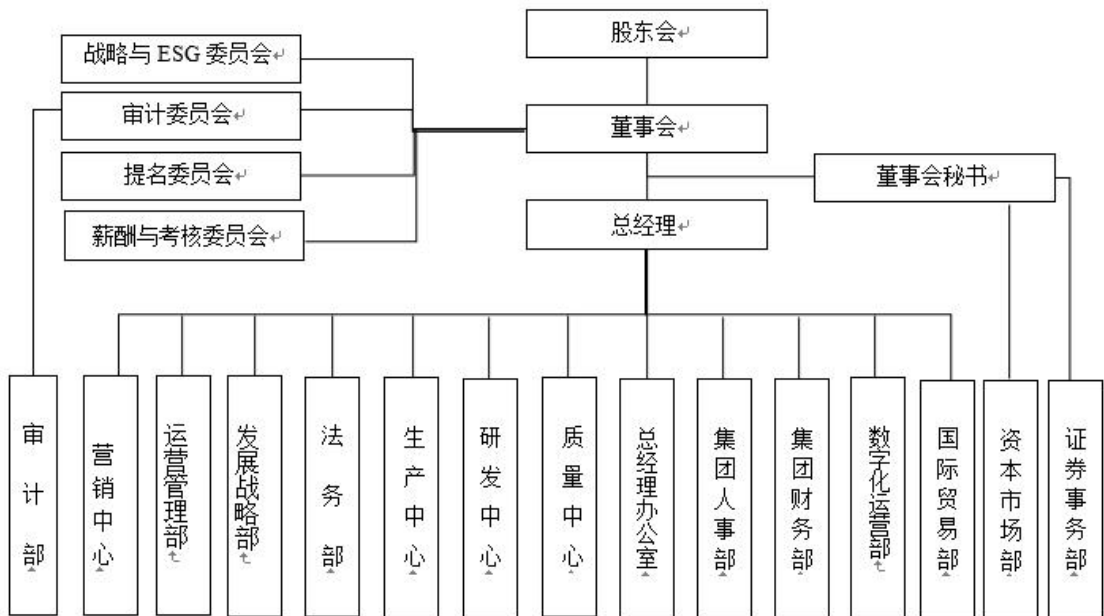 股东会
战略与 ESG 委员会
审计委员会
董事会
提名委员会
董事会秘书
薪酬与考核委员会
总经理
审计部
营销中心
运营管理部
发展战略部
法务部
生产中心
研发中心
质量中心
总经理办公室
集团人事部
集团财务部
数字化运营部
国际贸易部
资本市场部
证券事务部